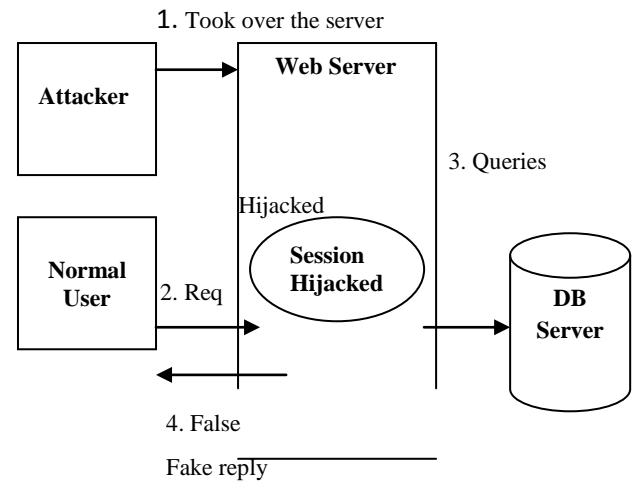 1. Took over the server
Web Server
Attacker
3. Queries
Hijacked
Session
Hijacked
Normal
User
2. Req
DB
Server
4. False
Fake reply